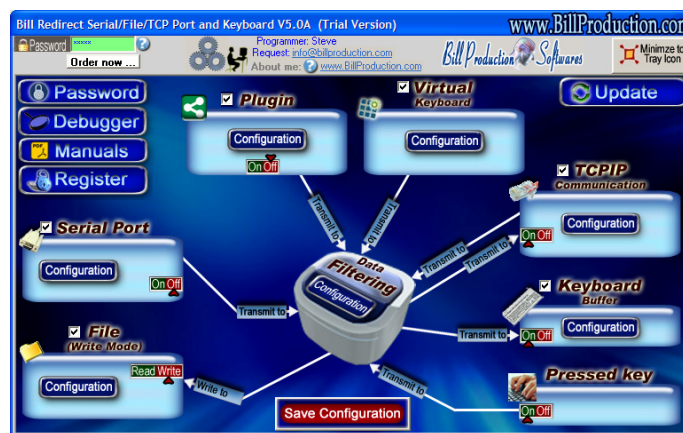 Bill Redirect Serial/File/TCP Port and Keyboard V5.0A (Trial Version)
www.BillProduction.com
Password xxxxx ?
Order now ...
Programmer: Steve
Request: info@billproduction.com
About me: ? www.BillProduction.com
Bill Production Softwares
Minimze to
Tray Icon
Password
Debugger
Manuals
Register
Update
Plugin
Configuration
On Off
Virtual
Keyboard
Configuration
TCPIP
Communication
Configuration
On Off
Serial Port
Configuration
On Off
Transmit to
Transmit to
Transmit to
Transmit to
Data
Filtering
Configuration
Transmit to
Keyboard
Buffer
Configuration
On Off
Transmit to
File
(Write Mode)
Read Write
Configuration
Write to
Transmit to
Pressed key
On Off
Save Configuration